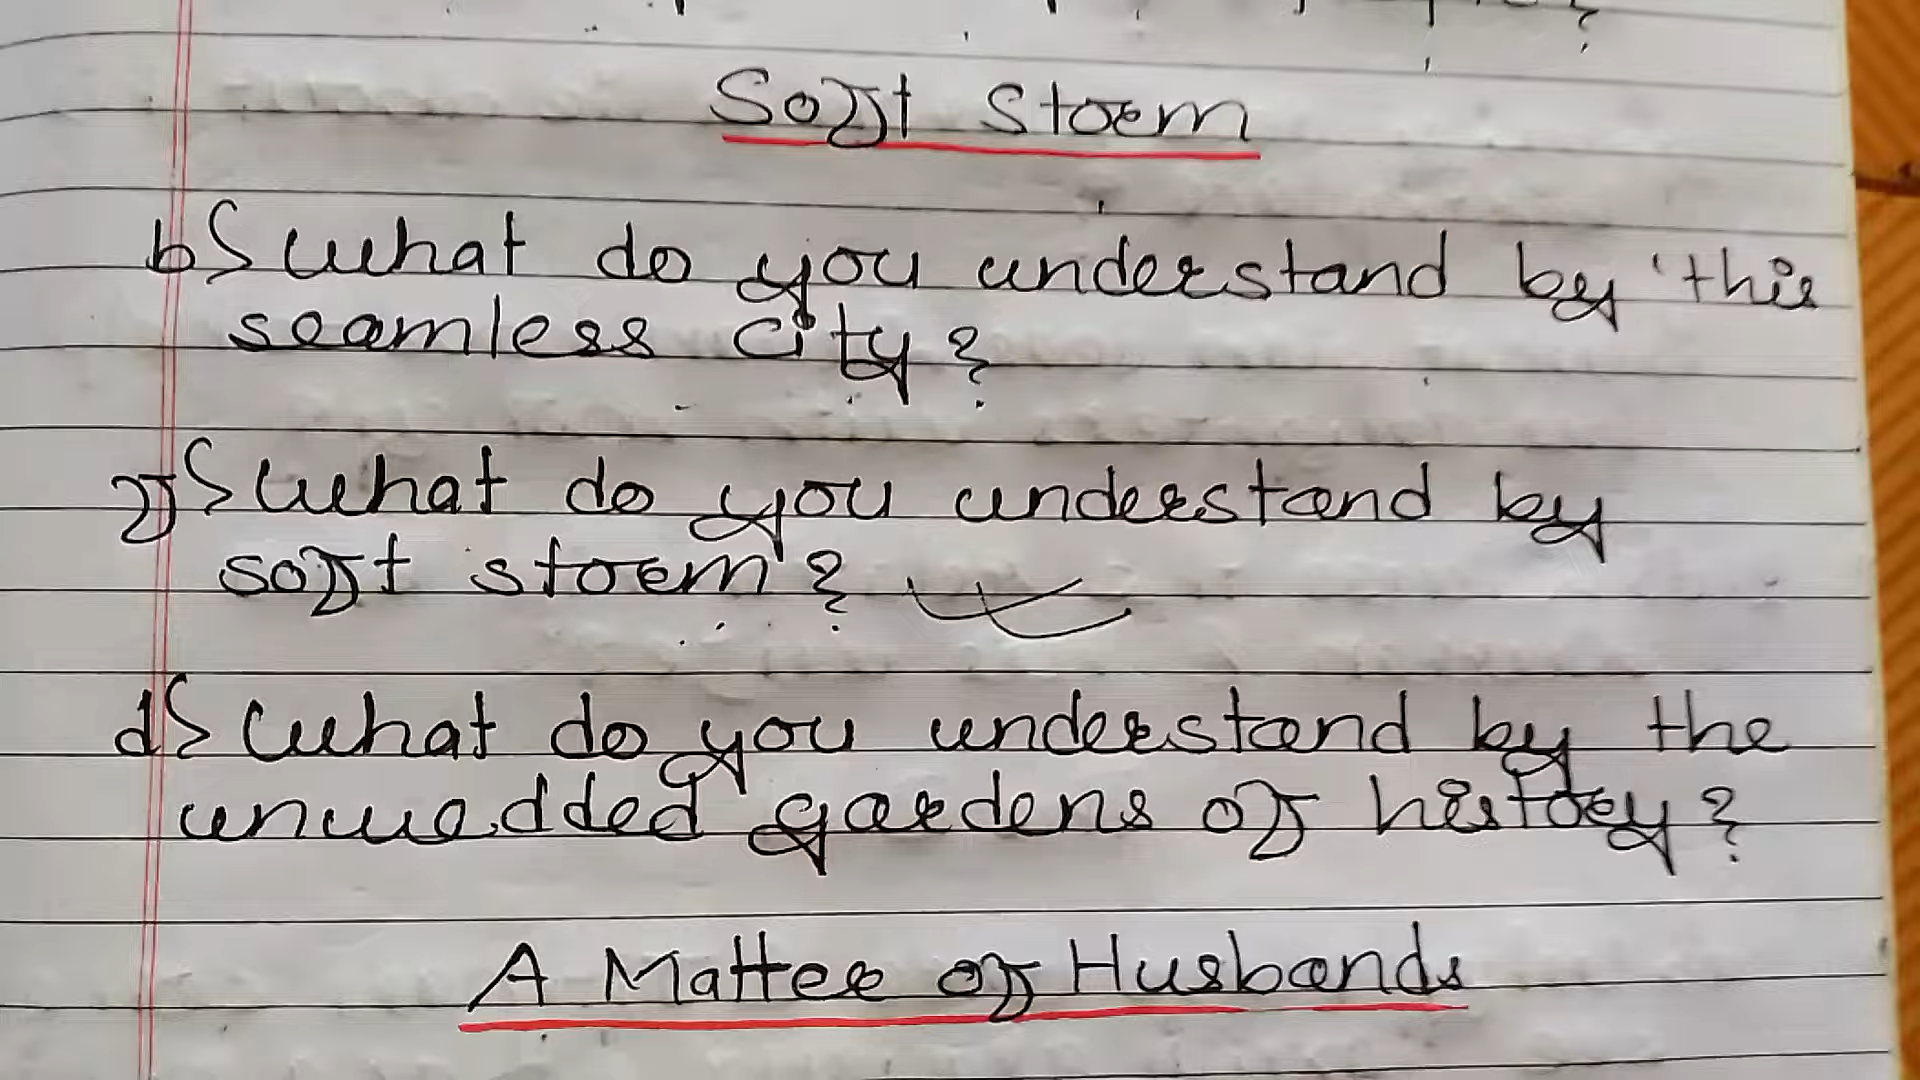 Soft Storm
b> what do you understand by 'this
seamless city?
f> what do you understand by
soft storm'?
d> what do you understand by the
unwedded gardens of history?
A Matter of Husbands